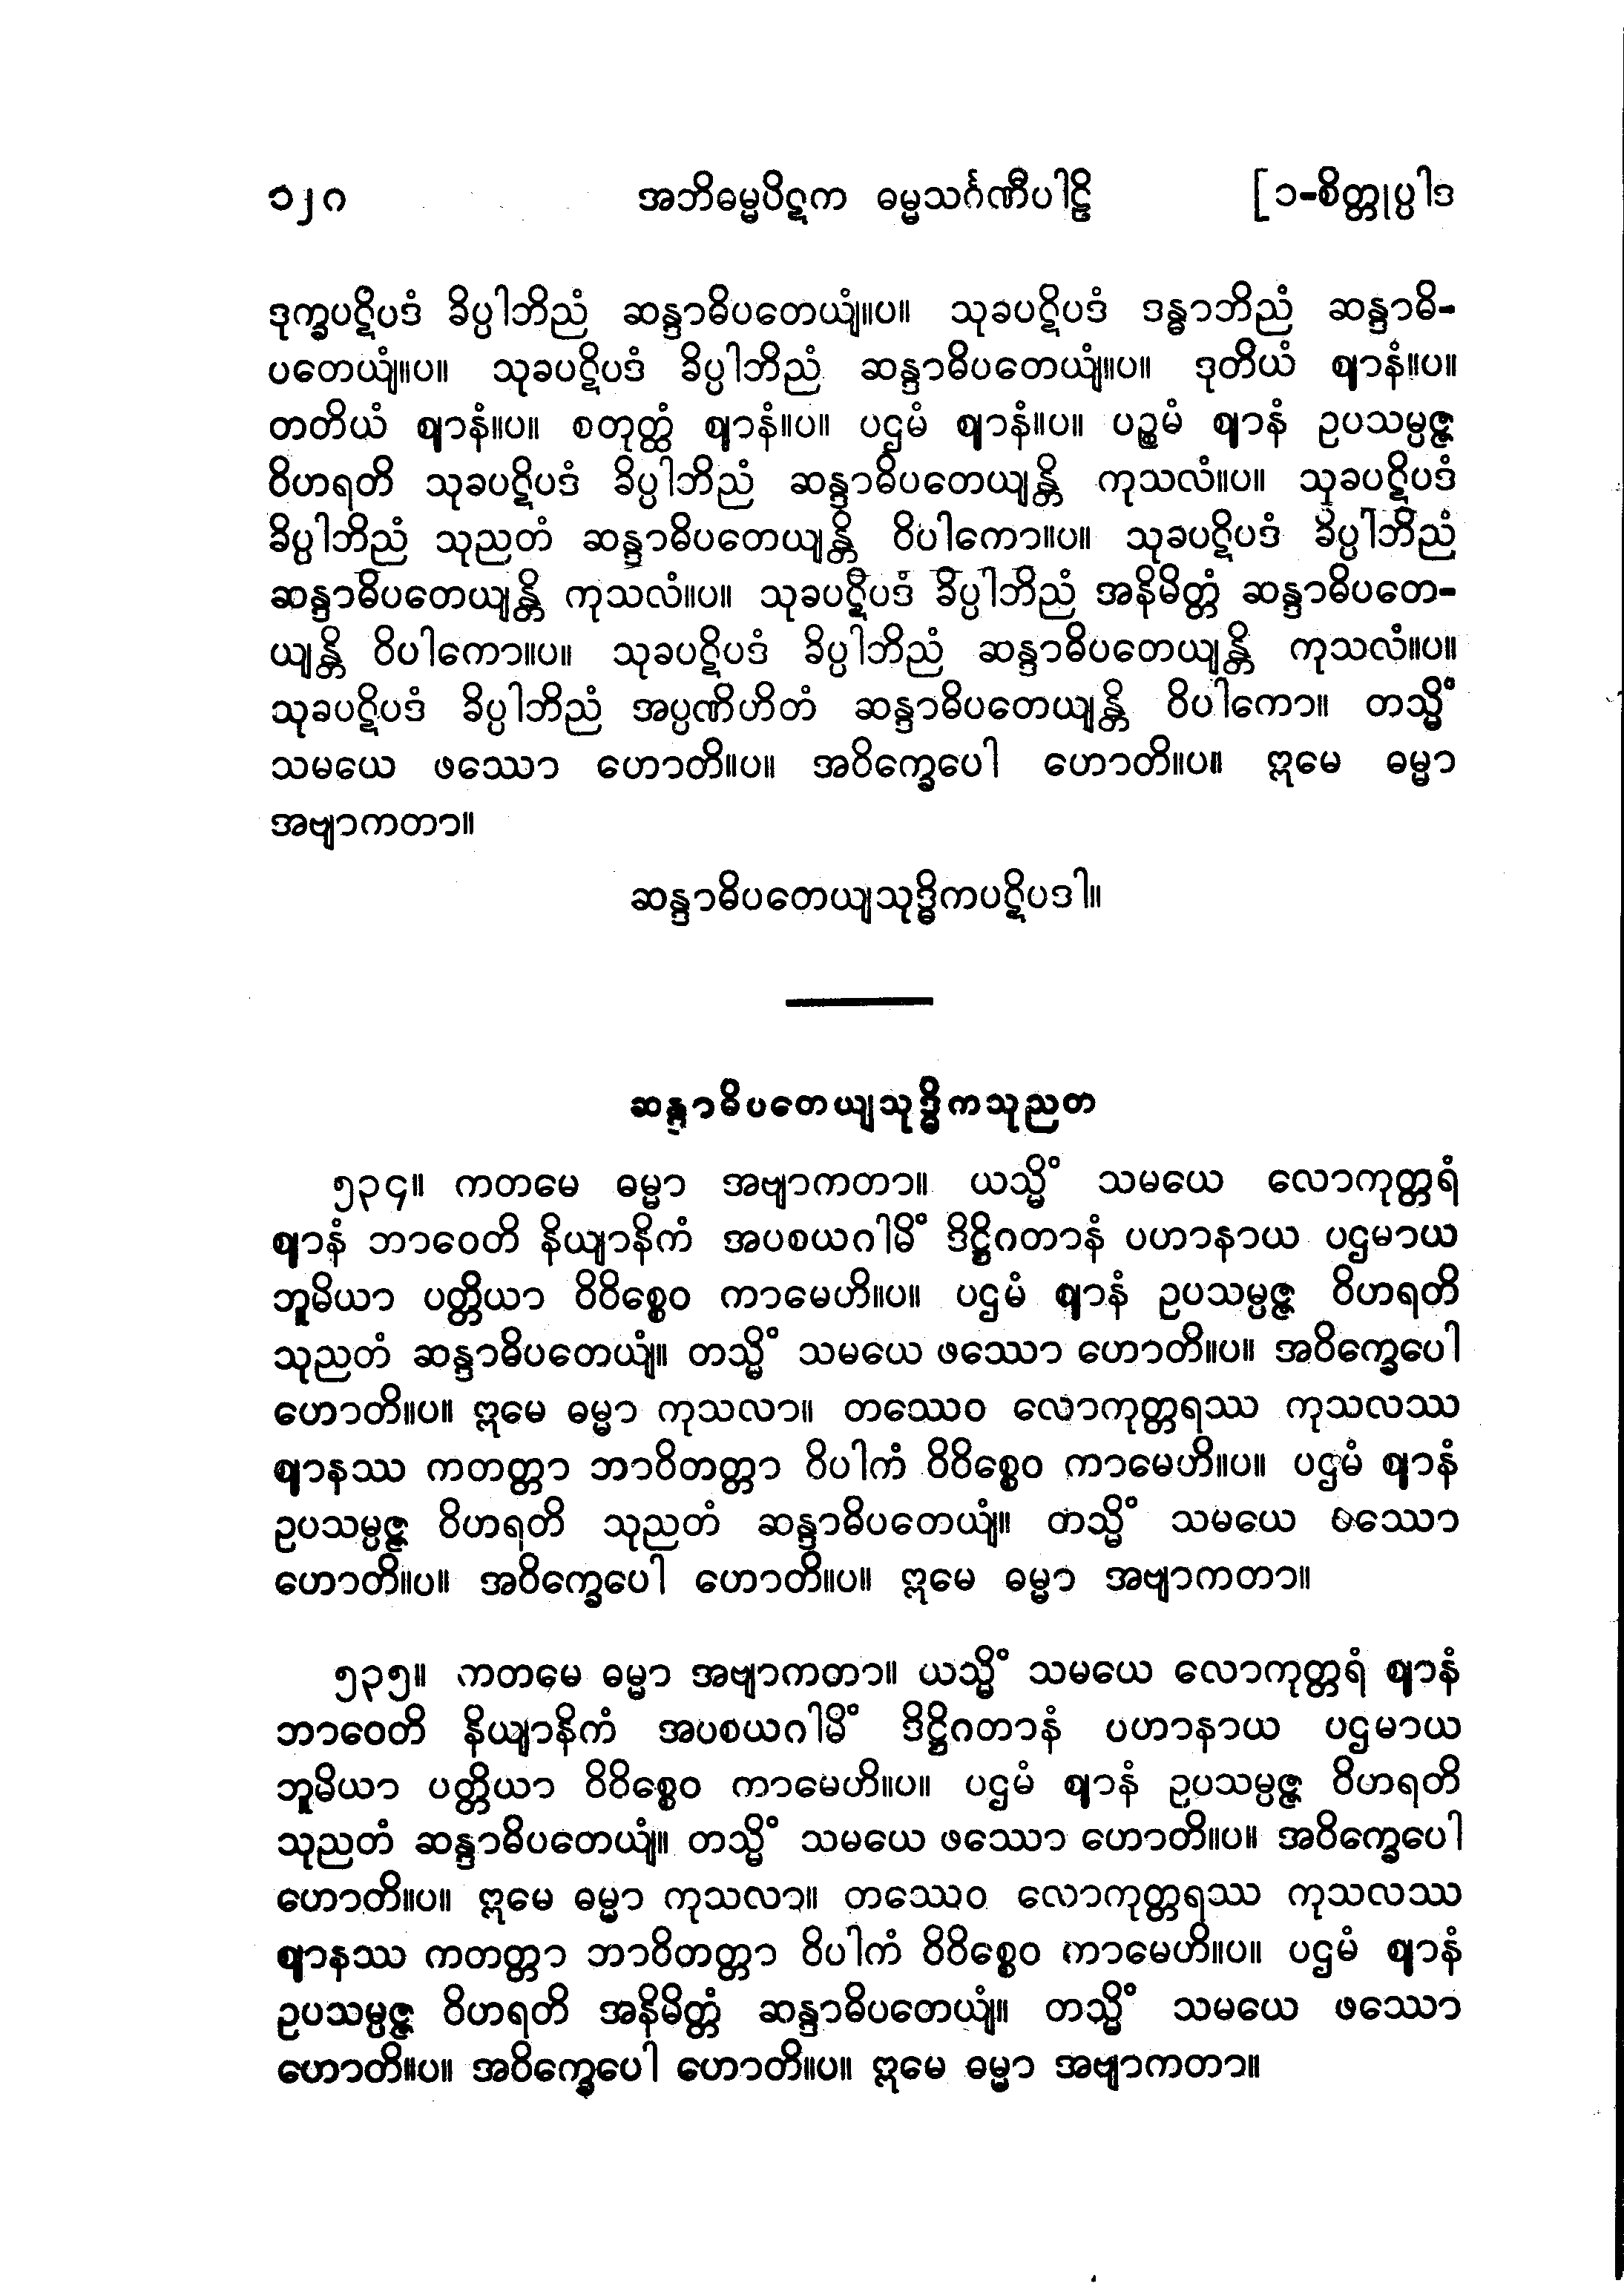 ၁၂၈ အဘိဓမ္မပိဋက ဓမ္မသင်္ဂဏီပါဠိ [၁-စိတ္တုပ္ပါဒ
ဒုက္ခပဋိပဒံ ခိပ္ပါဘိညံ ဆန္ဒာဓိပတေယျံ။ပ။ သုခပဋိပဒံ ဒန္ဓာဘိညံ ဆန္ဒာဓိ-
ပတေယျံ။ပ။ သုခပဋိပဒံ ခိပ္ပါဘိညံ ဆန္ဒာဓိပတေယျံ။ပ။ ဒုတိယံ ဈာနံ။ပ။
တတိယံ ဈာနံ။ပ။ စတုတ္ထံ ဈာနံ။ပ။ ပဌမံ ဈာနံ။ပ။ ပဉ္စမံ ဈာနံ ဥပသမ္ပဇ္ဇ
ဝိဟရတိ သုခပဋိပဒံ ခိပ္ပါဘိညံ ဆန္ဒာဓိပတေယျန္တိ ကုသလံ။ပ။ သုခပဋိပဒံ
ခိပ္ပါဘိညံ သုညတံ ဆန္ဒာဓိပတေယျန္တိ ဝိပါကော။ပ။ သုခပဋိပဒံ ခိပ္ပါဘိညံ
ဆန္ဒာဓိပတေယျန္တိ ကုသလံ။ပ။ သုခပဋိပဒံ ခိပ္ပါဘိညံ အနိမိတ္တံ ဆန္ဒာဓိပတေ-
ယျန္တိ ဝိပါကော။ပ။ သုခပဋိပဒံ ခိပ္ပါဘိညံ ဆန္ဒာဓိပတေယျန္တိ ကုသလံ။ပ။
သုခပဋိပဒံ ခိပ္ပါဘိညံ အပ္ပဏိဟိတံ ဆန္ဒာဓိပတေယျန္တိ ဝိပါကော။ တသ္မိံ
သမယေ ဖဿော ဟောတိ။ပ။ အဝိက္ခေပေါ ဟောတိ။ပ။ ဣမေ ဓမ္မာ
အဗျာကတာ။
ဆန္ဒာဓိပတေယျသုဒ္ဓိကပဋိပဒါ။
ဆန္ဒာဓိပတေယျသုဒ္ဓိကသုညတ
၅၃၄။ ကတမေ ဓမ္မာ အဗျာကတာ။ ယသ္မိံ သမယေ လောကုတ္တရံ
ဈာနံ ဘာဝေတိ နိယျာနိကံ အပစယဂါမိံ ဒိဋ္ဌိဂတာနံ ပဟာနာယ ပဌမာယ
ဘူမိယာ ပတ္တိယာ ဝိဝိစ္စေဝ ကာမေဟိ။ပ။ ပဌမံ ဈာနံ ဥပသမ္ပဇ္ဇ ဝိဟရတိ
သုညတံ ဆန္ဒာဓိပတေယျံ။ တသ္မိံ သမယေ ဖဿော ဟောတိ။ပ။ အဝိက္ခေပေါ
ဟောတိ။ပ။ ဣမေ ဓမ္မာ ကုသလာ။ တဿေဝ လောကုတ္တရဿ ကုသလဿ
ဈာနဿ ကတတ္တာ ဘာဝိတတ္တာ ဝိပါကံ ဝိဝိစ္စေဝ ကာမေဟိ။ပ။ ပဌမံ ဈာနံ
ဥပသမ္ပဇ္ဇ ဝိဟရတိ သုညတံ ဆန္ဒာဓိပတေယျံ။ တသ္မိံ သမယေ ဖဿော
ဟောတိ။ပ။ အဝိက္ခေပေါ ဟောတိ။ပ။ ဣမေ ဓမ္မာ အဗျာကတာ။
၅၃၅။ ကတမေ ဓမ္မာ အဗျာကတာ။ ယသ္မိံ သမယေ လောကုတ္တရံ ဈာနံ
ဘာဝေတိ နိယျာနိကံ အပစယဂါမိံ ဒိဋ္ဌိဂတာနံ ပဟာနာယ ပဌမာယ
ဘူမိယာ ပတ္တိယာ ဝိဝိစ္စေဝ ကာမေဟိ။ပ။ ပဌမံ ဈာနံ ဥပသမ္ပဇ္ဇ ဝိဟရတိ
သုညတံ ဆန္ဒာဓိပတေယျံ။ တသ္မိံ သမယေ ဖဿော ဟောတိ။ပ။ အဝိက္ခေပေါ
ဟောတိ။ပ။ ဣမေ ဓမ္မာ ကုသလာ။ တဿေဝ လောကုတ္တရဿ ကုသလဿ
ဈာနဿ ကတတ္တာ ဘာဝိတတ္တာ ဝိပါကံ ဝိဝိစ္စေဝ ကာမေဟိ။ပ။ ပဌမံ ဈာနံ
ဥပသမ္ပဇ္ဇ ဝိဟရတိ အနိမိတ္တံ ဆန္ဒာဓိပတေယျံ။ တသ္မိံ သမယေ ဖဿော
ဟောတိ။ပ။ အဝိက္ခေပေါ ဟောတိ။ပ။ ဣမေ ဓမ္မာ အဗျာကတာ။